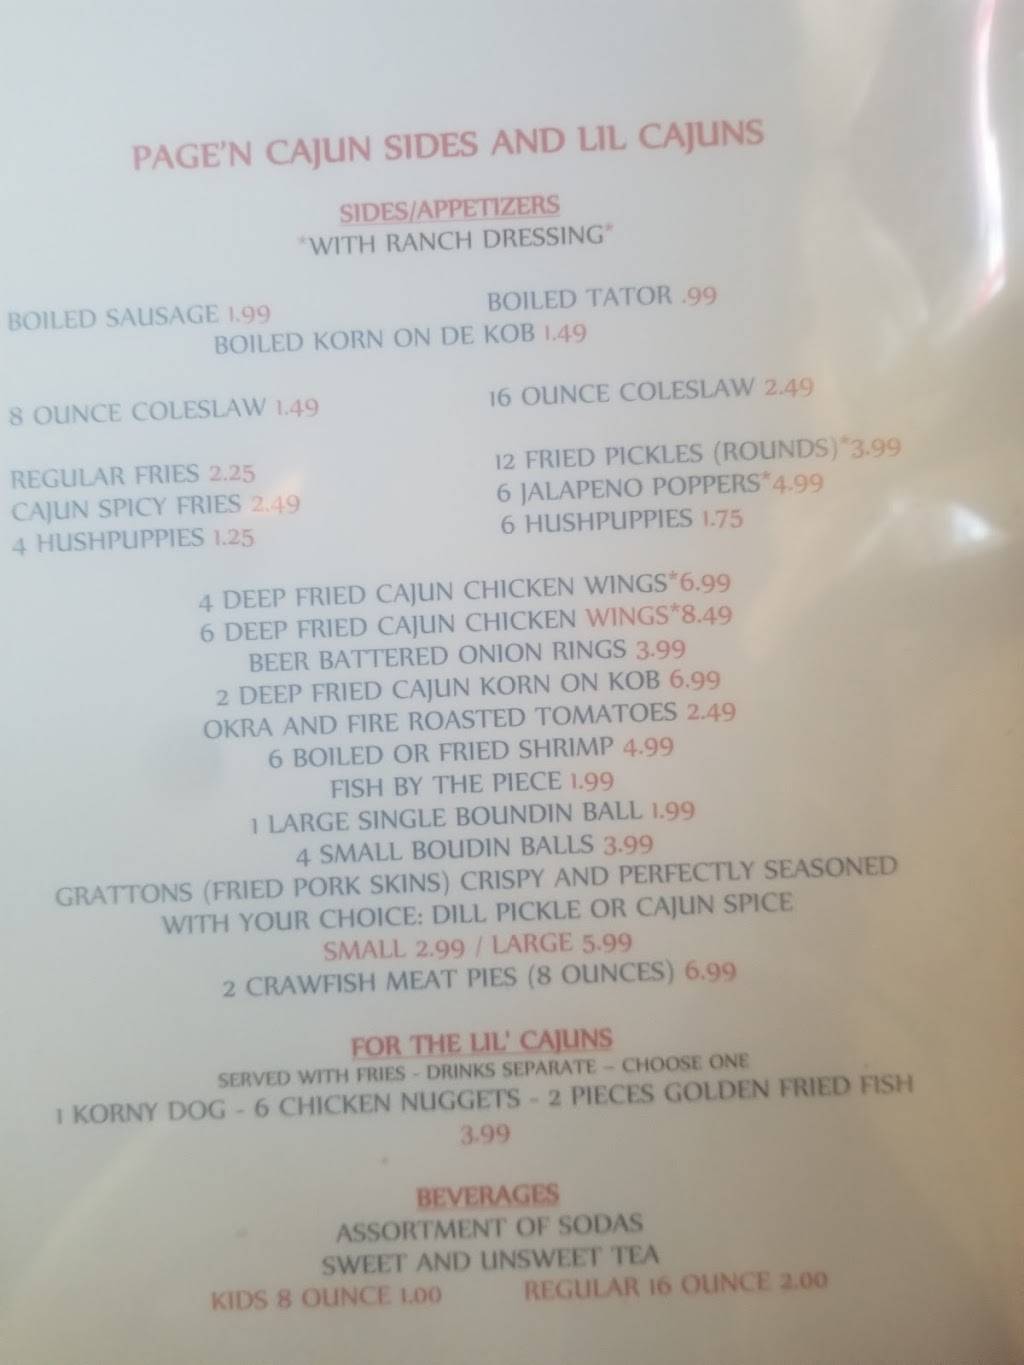 PAGE'N CAJUN SIDES AND LIL CAJUNS
SIDES/APPETIZERS
*WITH RANCH DRESSING*
BOILED SAUSAGE 1.99 BOILED TATOR .99
BOILED KORN ON DE KOB 1.49
8 OUNCE COLESLAW 1.49 16 OUNCE COLESLAW 2.49
REGULAR FRIES 2.25 12 FRIED PICKLES (ROUNDS)*3.99
CAJUN SPICY FRIES 2.49 6 JALAPENO POPPERS*4.99
4 HUSHPUPPIES 1.25 6 HUSHPUPPIES 1.75
4 DEEP FRIED CAJUN CHICKEN WINGS*6.99
6 DEEP FRIED CAJUN CHICKEN WINGS*8.49
BEER BATTERED ONION RINGS 3.99
2 DEEP FRIED CAJUN KORN ON KOB 6.99
OKRA AND FIRE ROASTED TOMATOES 2.49
6 BOILED OR FRIED SHRIMP 4.99
FISH BY THE PIECE 1.99
1 LARGE SINGLE BOUNDIN BALL 1.99
4 SMALL BOUDIN BALLS 3.99
GRATTONS (FRIED PORK SKINS) CRISPY AND PERFECTLY SEASONED
WITH YOUR CHOICE: DILL PICKLE OR CAJUN SPICE
SMALL 2.99 / LARGE 5.99
2 CRAWFISH MEAT PIES (8 OUNCES) 6.99
FOR THE LIL' CAJUNS
SERVED WITH FRIES - DRINKS SEPARATE – CHOOSE ONE
1 KORNY DOG - 6 CHICKEN NUGGETS - 2 PIECES GOLDEN FRIED FISH
3.99
BEVERAGES
ASSORTMENT OF SODAS
SWEET AND UNSWEET TEA
KIDS 8 OUNCE 1.00 REGULAR 16 OUNCE 2.00